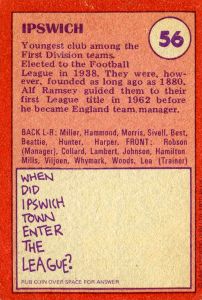 IPSWICH
56
Youngest club among the
First Division teams.
Elected to the Football
League in 1938. They were, how-
ever, founded as long ago as 1880.
Alf Ramsey guided them to their
first League title in 1962 before
he became England team manager.
BACK L-R: Miller, Hammond, Morris, Sivell, Best,
Beattie, Hunter, Harper. FRONT: Robson
(Manager), Collard, Lambert, Johnson, Hamilton
Mills, Viljoen, Whymark, Woods, Lea (Trainer)
WHEN
DID
IPSWICH
TOWN
ENTER
THE
LEAGUE?
RUB COIN OVER SPACE FOR ANSWER